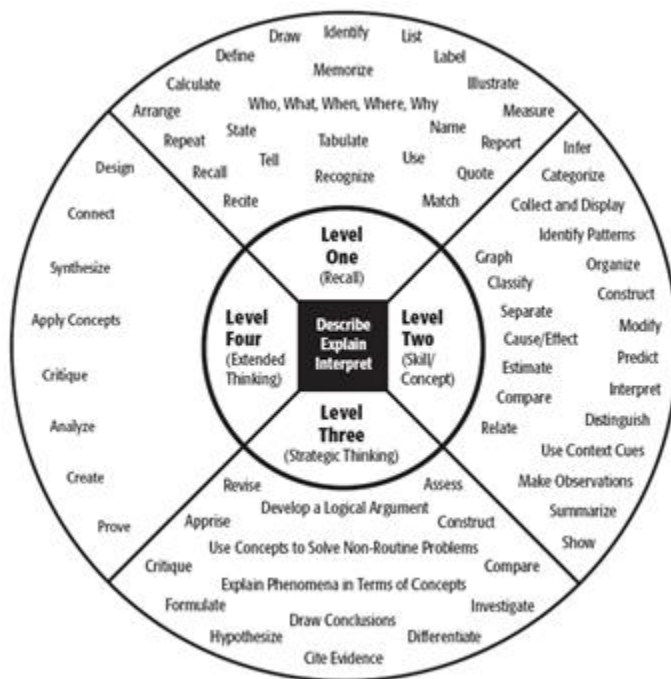 Draw
Identify
List
Define
Label
Memorize
Calculate
Illustrate
Arrange
Who, What, When, Where, Why
Measure
Repeat
State
Tabulate
Name
Report
Recall
Tell
Recognize
Use
Quote
Recite
Match
Level
One
(Recall)
Infer
Categorize
Collect and Display
Identify Patterns
Graph
Organize
Classify
Construct
Separate
Modify
Cause/Effect
Predict
Estimate
Interpret
Compare
Distinguish
Relate
Use Context Cues
Make Observations
Summarize
Show
Level
Two
(Skill/
Concept)
Describe
Explain
Interpret
Level
Three
(Strategic Thinking)
Revise
Assess
Develop a Logical Argument
Apprise
Construct
Use Concepts to Solve Non-Routine Problems
Critique
Compare
Explain Phenomena in Terms of Concepts
Formulate
Investigate
Draw Conclusions
Hypothesize
Differentiate
Cite Evidence
Level
Four
(Extended
Thinking)
Design
Connect
Synthesize
Apply Concepts
Critique
Analyze
Create
Prove